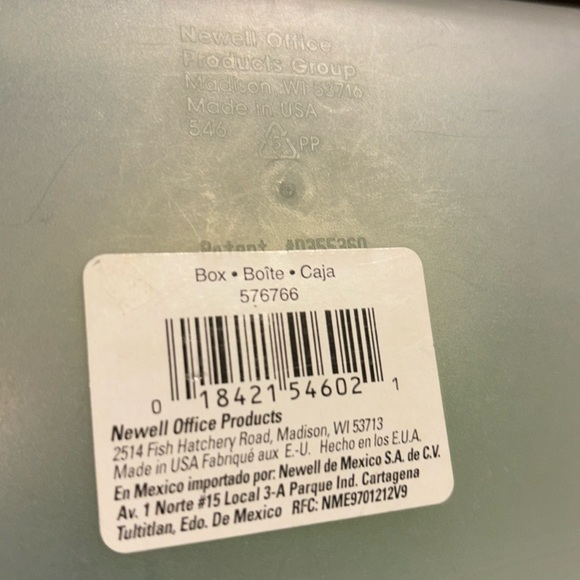 Newell Office
Products Group
Madison, WI 53716
Made in USA
546
5 PP
Patent #D355360
Box • Boîte • Caja
576766
0 18421 54602 1
Newell Office Products
2514 Fish Hatchery Road, Madison, WI 53713
Made in USA Fabriqué aux E.-U. Hecho en los E.U.A.
En Mexico importado por: Newell de Mexico S.A. de C.V.
Av. 1 Norte #15 Local 3-A Parque Ind. Cartagena
Tultitlan, Edo. De Mexico RFC: NME9701212V9